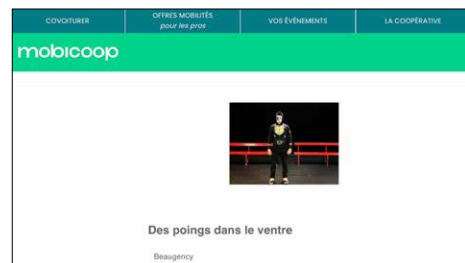 COVOITURER
OFFRES MOBILITÉS
pour les pros
VOS ÉVÉNEMENTS
LA COOPÉRATIVE
mobicoop
Des poings dans le ventre
Beaugency